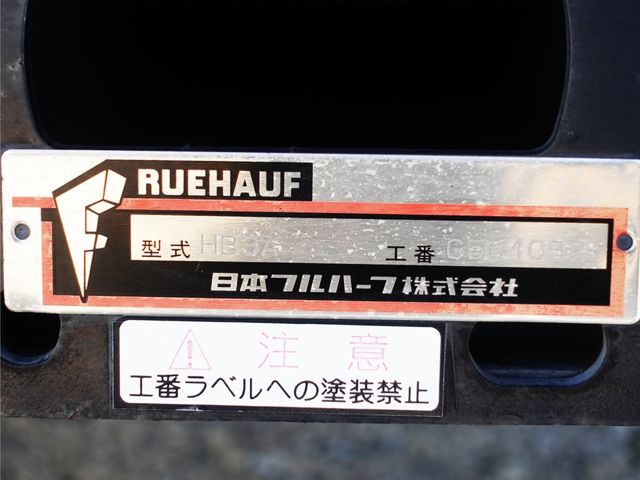 FRUEHAUF
型式 工番
日本フルハーフ株式会社
注意
工番ラベルへの塗装禁止